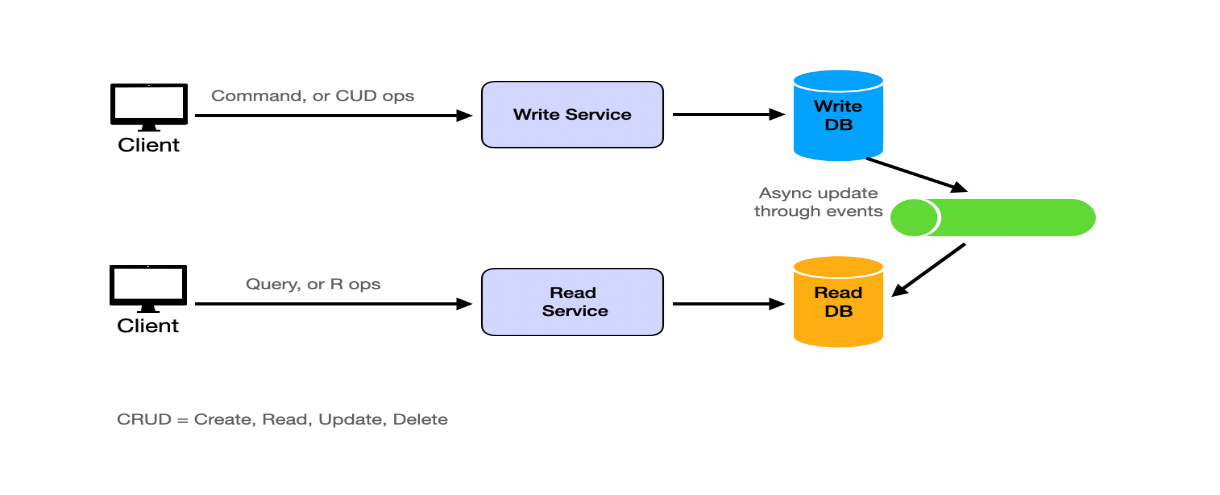 Command, or CUD ops
Client
Write Service
Write
DB
Async update
through events
Query, or R ops
Client
Read
Service
Read
DB
CRUD = Create, Read, Update, Delete